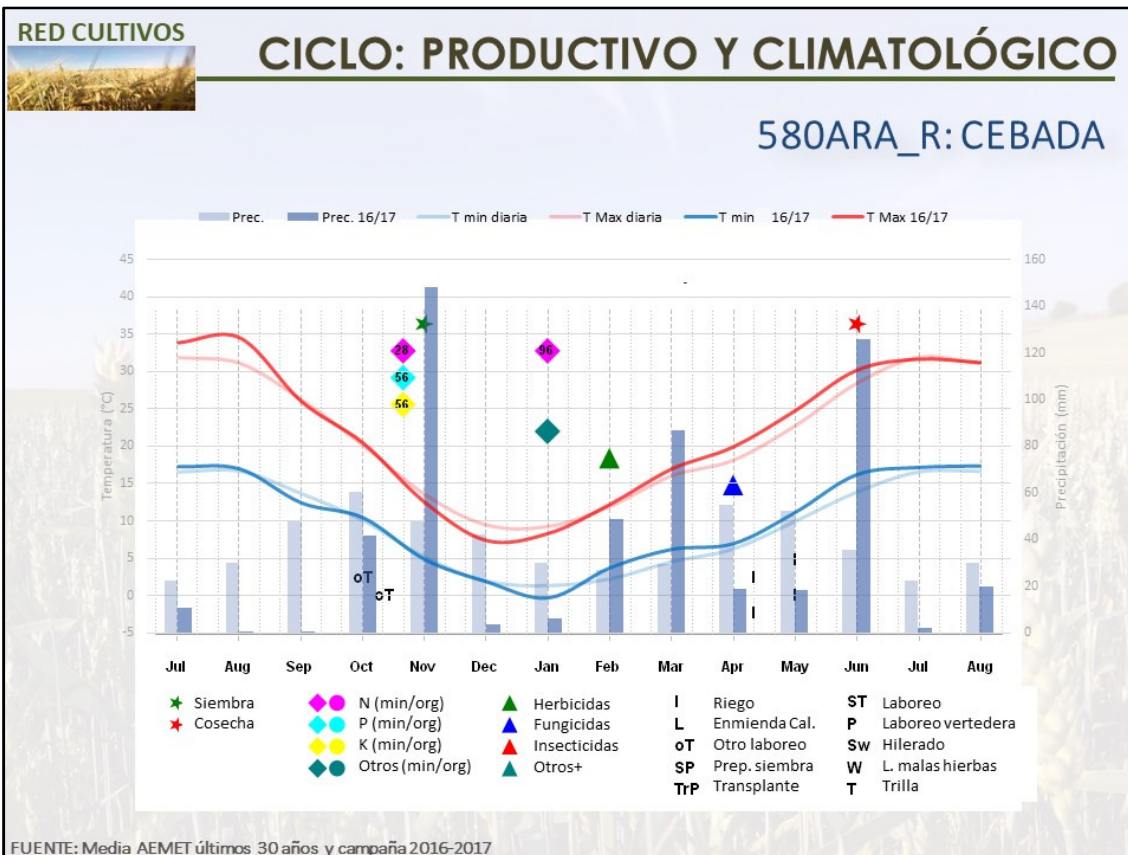 RED CULTIVOS
CICLO: PRODUCTIVO Y CLIMATOLÓGICO
580ARA_R: CEBADA
Prec. Prec. 16/17 T min diaria T Max diaria T min 16/17 T Max 16/17
45 160
40 140
35 120
30 100
25 80
20 60
15 40
10 20
5 0
0
-5
Temperatura (°C)
Precipitación (mm)
28 96
56
56
oT
oT
I
I
I
I
Jul Aug Sep Oct Nov Dec Jan Feb Mar Apr May Jun Jul Aug
Siembra N (min/org) Herbicidas I Riego ST Laboreo
Cosecha P (min/org) Fungicidas L Enmienda Cal. P Laboreo vertedera
K (min/org) Insecticidas oT Otro laboreo Sw Hilerado
Otros (min/org) Otros+ SP Prep. siembra W L. malas hierbas
TrP Transplante T Trilla
FUENTE: Media AEMET últimos 30 años y campaña 2016-2017